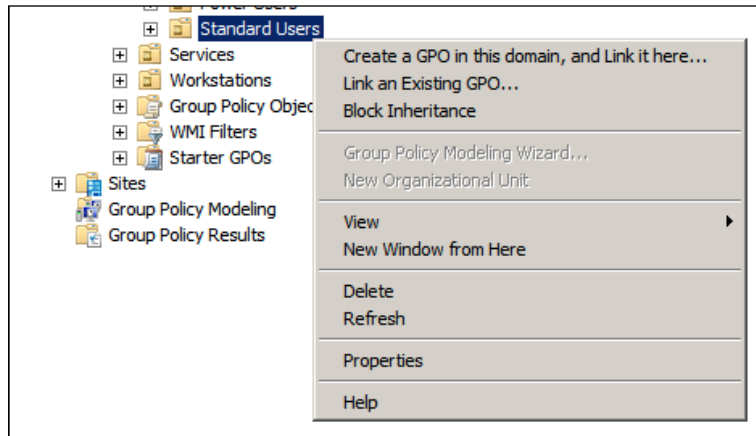 Power Users
Standard Users
Services
Workstations
Group Policy Objec
WMI Filters
Starter GPOs
Sites
Group Policy Modeling
Group Policy Results
Create a GPO in this domain, and Link it here...
Link an Existing GPO...
Block Inheritance
Group Policy Modeling Wizard...
New Organizational Unit
View
New Window from Here
Delete
Refresh
Properties
Help